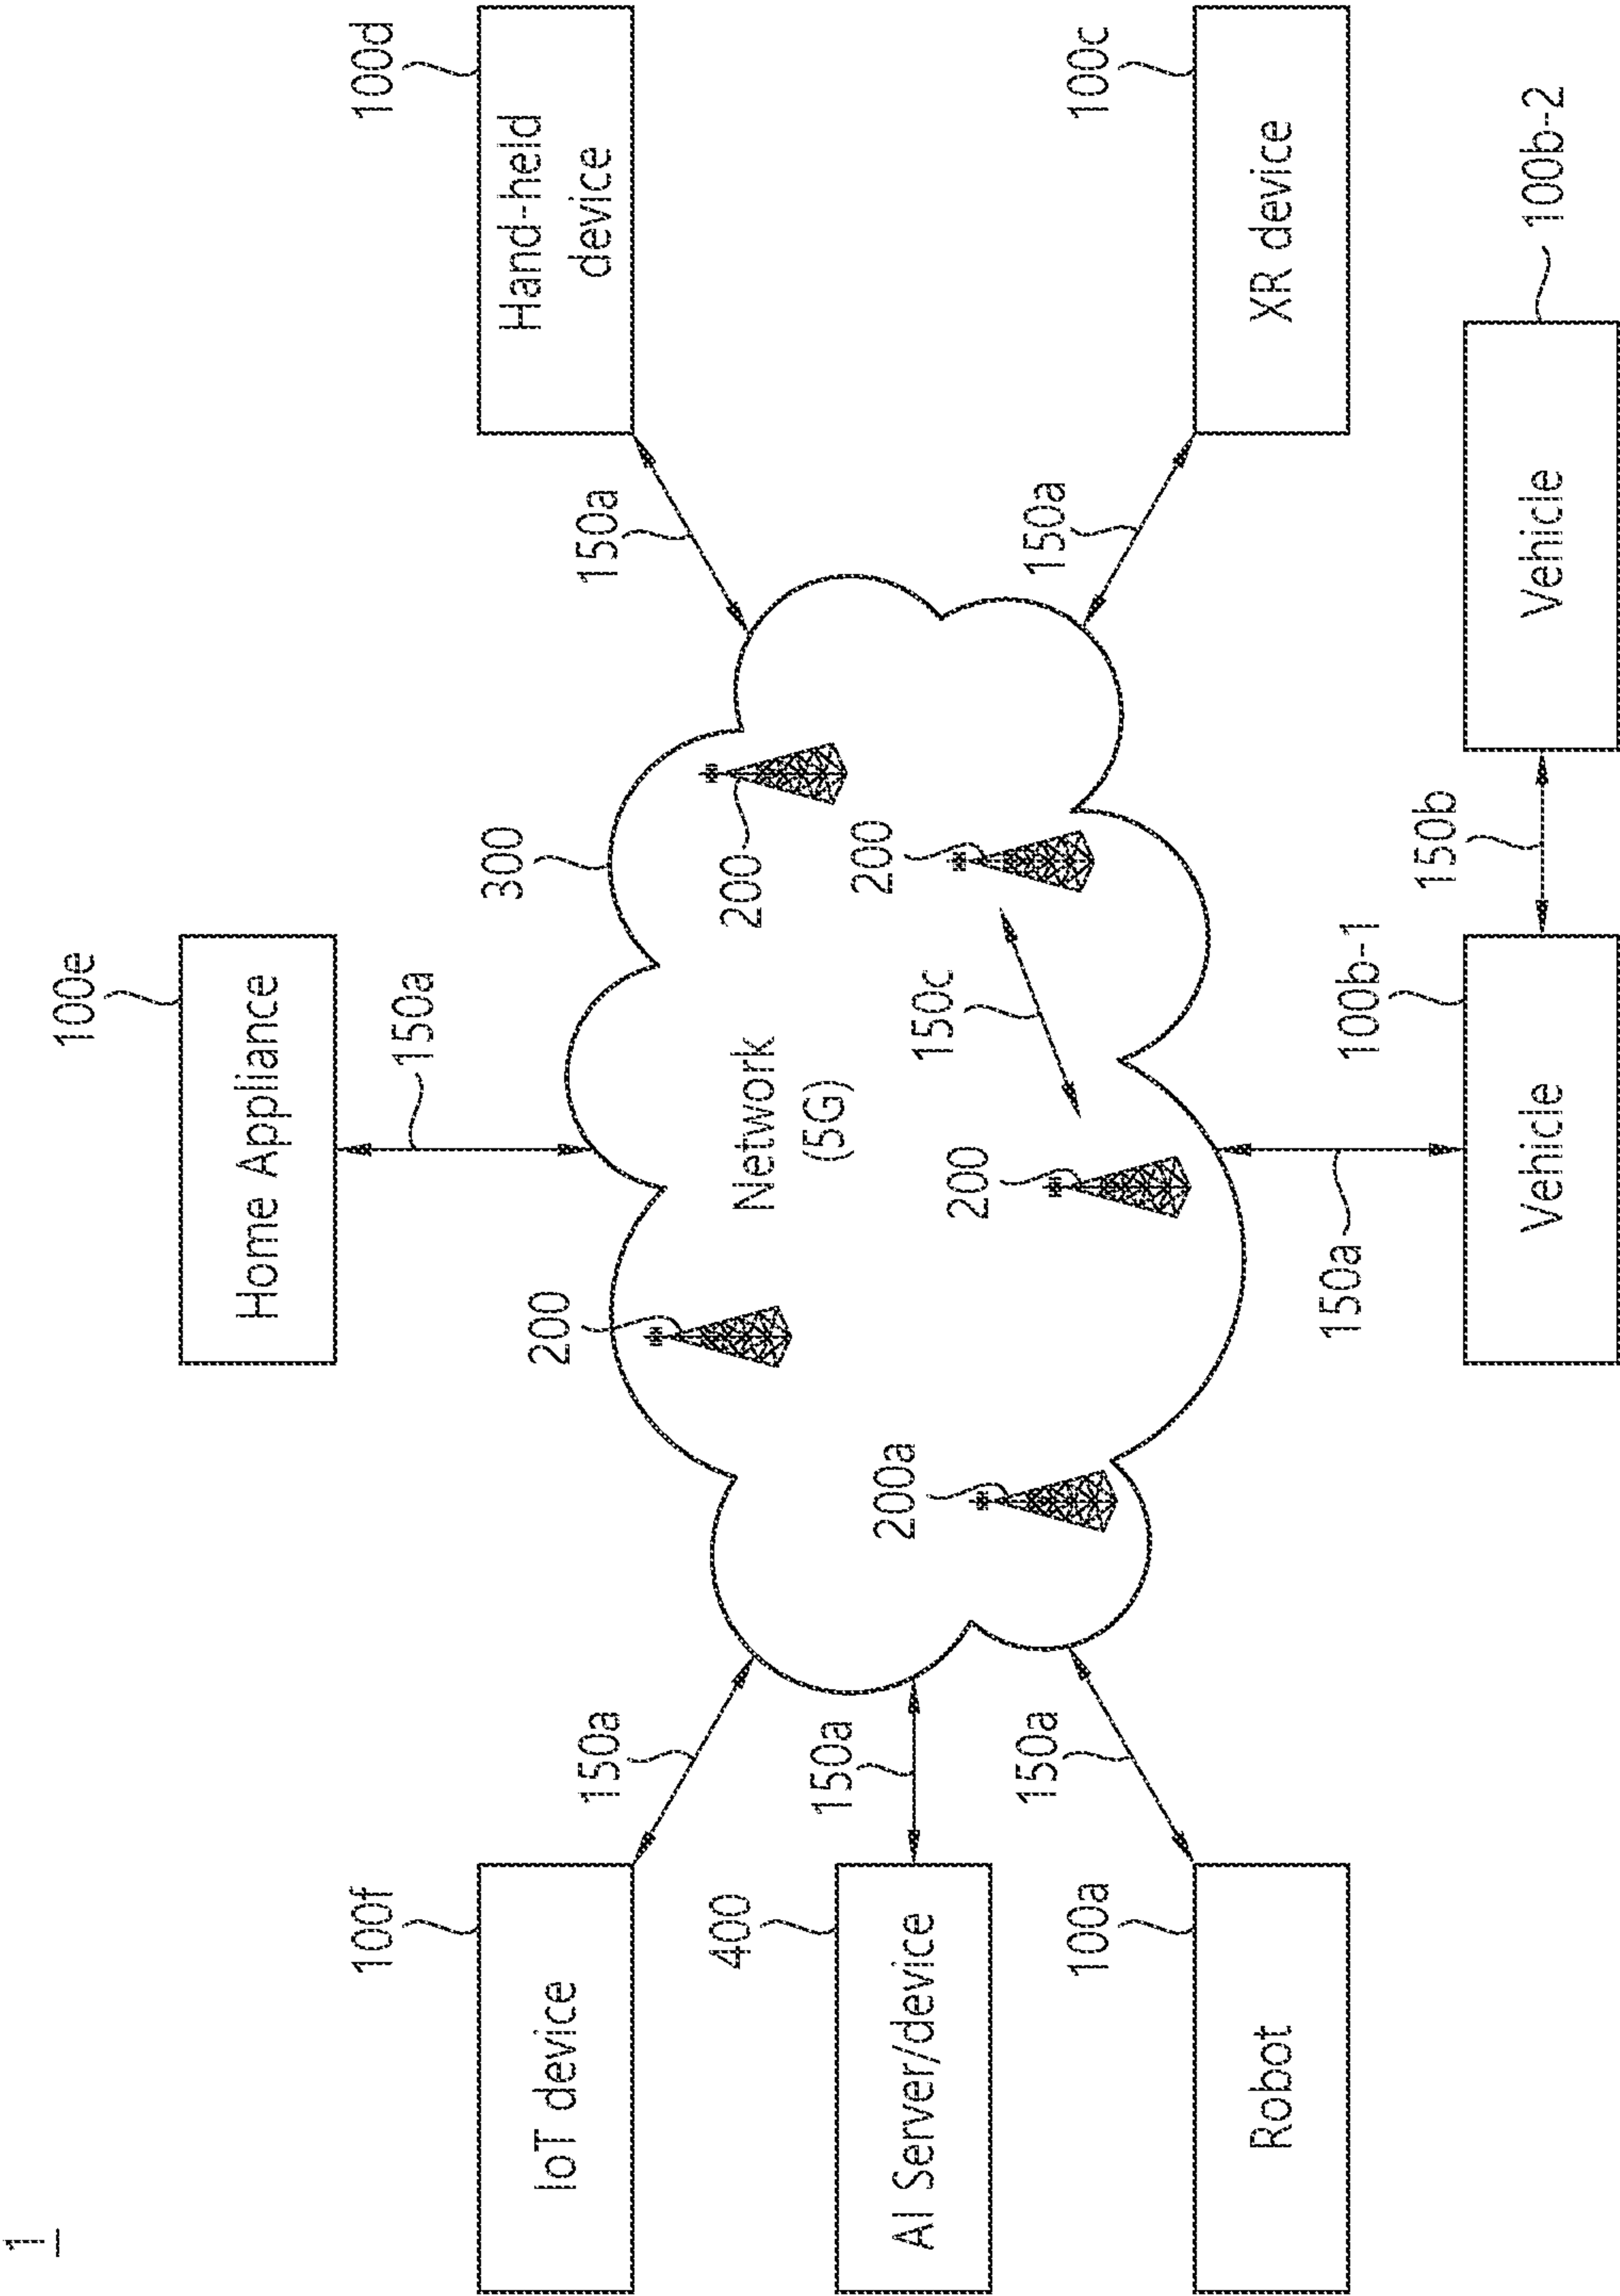 1
100e
Home Appliance
150a
100f
IoT device
150a
300
100d
Hand-held
device
150a
200
200
Network
(5G)
400
AI Server/device
150a
200a
200
150c
200
100a
Robot
150a
100c
XR device
150a
150a
100b-1
Vehicle
150b
100b-2
Vehicle